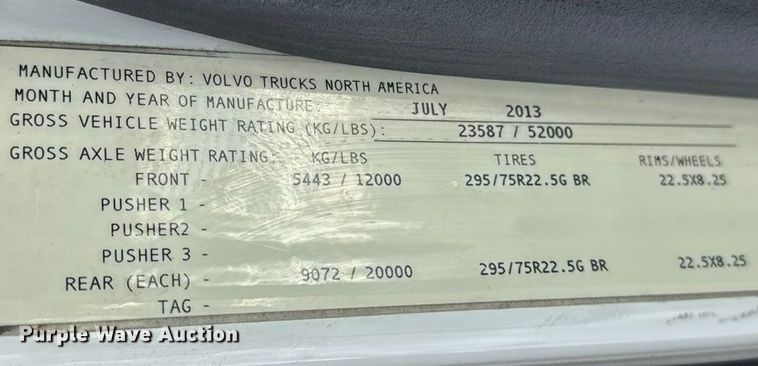 MANUFACTURED BY: VOLVO TRUCKS NORTH AMERICA
MONTH AND YEAR OF MANUFACTURE: JULY 2013
GROSS VEHICLE WEIGHT RATING (KG/LBS): 23587 / 52000
GROSS AXLE WEIGHT RATING: KG/LBS TIRES RIMS/WHEELS
FRONT - 5443 / 12000 295/75R22.5G BR 22.5X8.25
PUSHER 1 -
PUSHER2 -
PUSHER 3 -
REAR (EACH) - 9072 / 20000 295/75R22.5G BR 22.5X8.25
TAG -
Purple Wave Auction